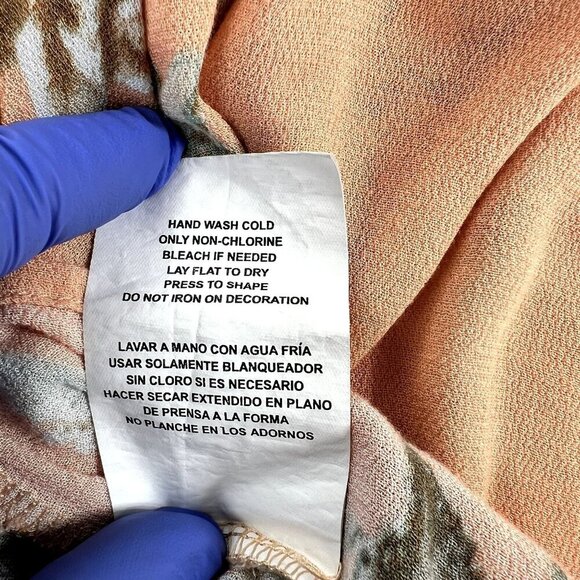 HAND WASH COLD
ONLY NON-CHLORINE
BLEACH IF NEEDED
LAY FLAT TO DRY
PRESS TO SHAPE
DO NOT IRON ON DECORATION
LAVAR A MANO CON AGUA FRÍA
USAR SOLAMENTE BLANQUEADOR
SIN CLORO SI ES NECESARIO
HACER SECAR EXTENDIDO EN PLANO
DE PRENSA A LA FORMA
NO PLANCHE EN LOS ADORNOS